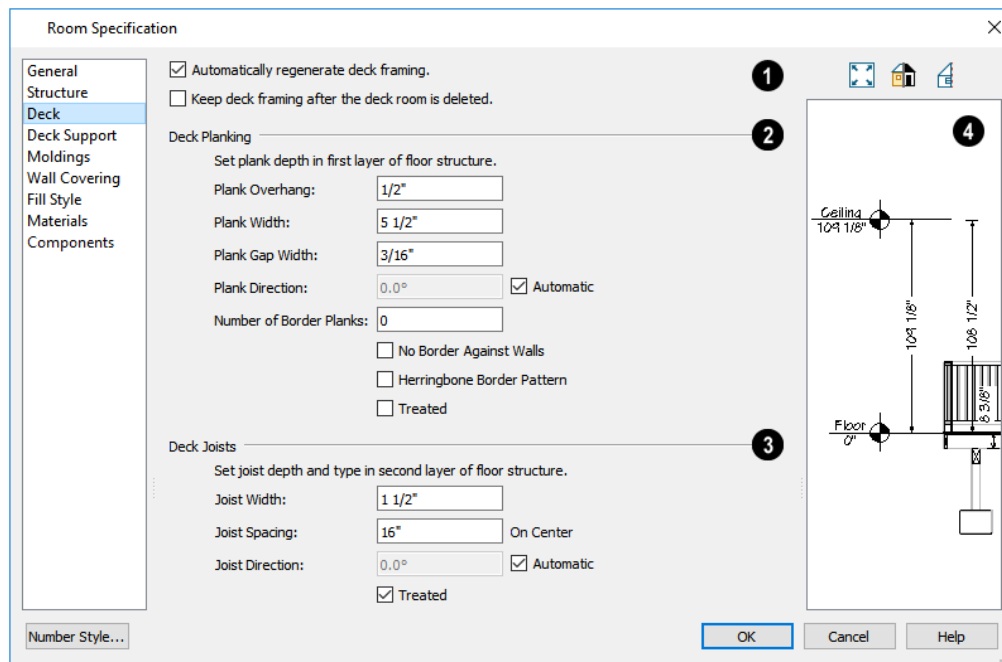 Room Specification
General
Structure
Deck
Deck Support
Moldings
Wall Covering
Fill Style
Materials
Components
Automatically regenerate deck framing.
1
Keep deck framing after the deck room is deleted.
Deck Planking
2
Set plank depth in first layer of floor structure.
Plank Overhang: 1/2"
Plank Width: 5 1/2"
Plank Gap Width: 3/16"
Plank Direction: 0.0° Automatic
Number of Border Planks: 0
No Border Against Walls
Herringbone Border Pattern
Treated
Deck Joists
3
Set joist depth and type in second layer of floor structure.
Joist Width: 1 1/2"
Joist Spacing: 16" On Center
Joist Direction: 0.0° Automatic
Treated
4
Ceiling
109 1/8"
109 1/8"
108 1/2"
8 3/8"
Floor
0"
Number Style...
OK
Cancel
Help